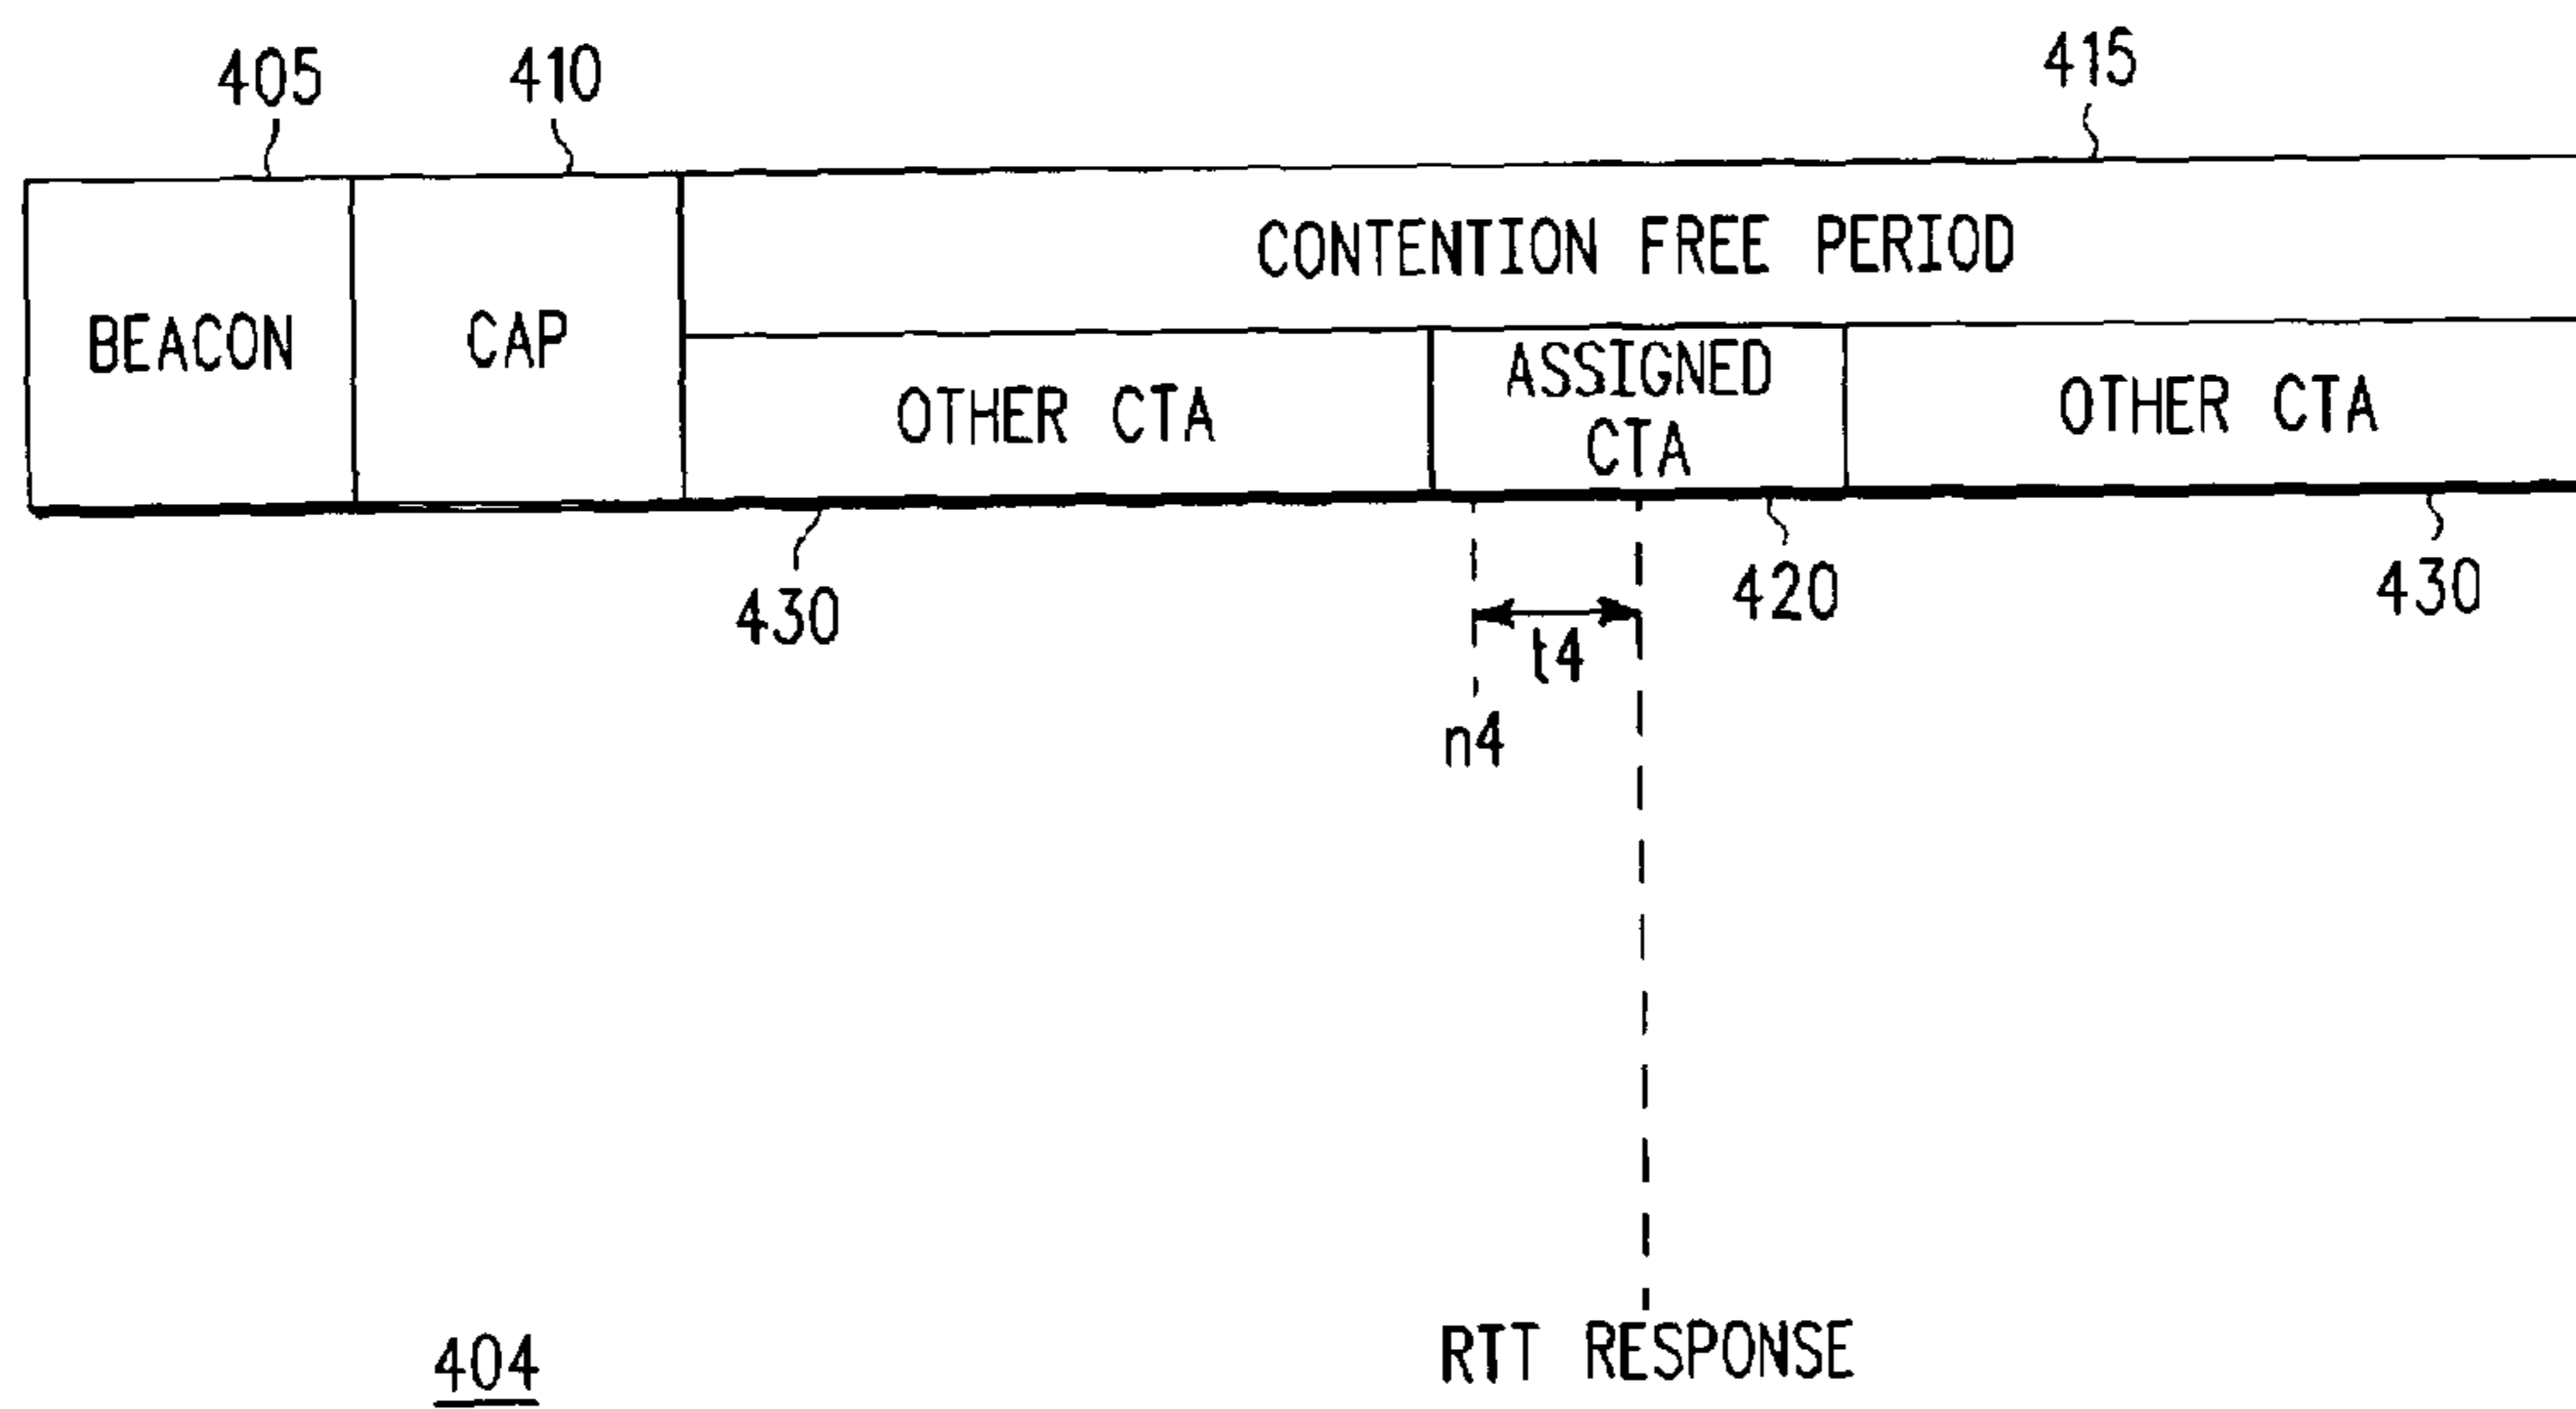 405
410
415
BEACON
CAP
CONTENTION FREE PERIOD
OTHER CTA
ASSIGNED
CTA
OTHER CTA
430
420
430
t4
n4
RTT RESPONSE
404